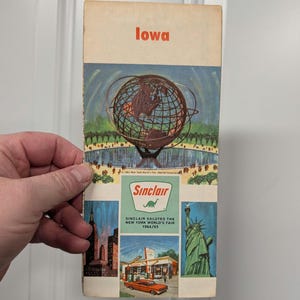 Iowa
Sinclair
SINCLAIR SALUTES THE
NEW YORK WORLD'S FAIR
1964/65